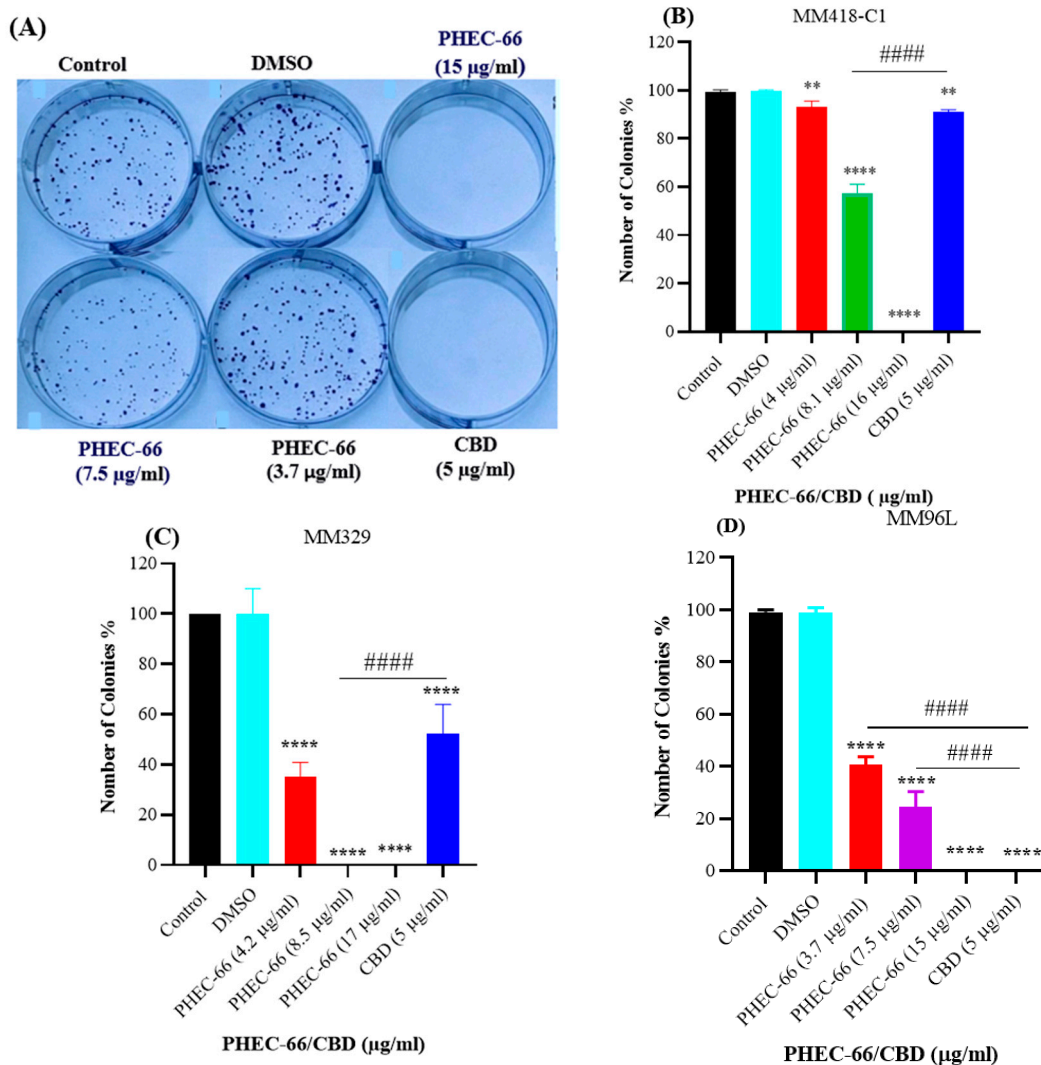 (A)
Control
DMSO
PHEC-66
(15 µg/ml)
PHEC-66
(7.5 µg/ml)
PHEC-66
(3.7 µg/ml)
CBD
(5 µg/ml)
(B)
MM418-C1
Nomber of Colonies %
120
100
80
60
40
20
0
**
****
****
**
####
Control
DMSO
PHEC-66 (4 µg/ml)
PHEC-66 (8.1 µg/ml)
PHEC-66 (16 µg/ml)
CBD (5 µg/ml)
PHEC-66/CBD ( µg/ml)
(C)
MM329
Nomber of Colonies %
120
100
80
60
40
20
0
****
****
****
####
****
Control
DMSO
PHEC-66 (4.2 µg/ml)
PHEC-66 (8.5 µg/ml)
PHEC-66 (17 µg/ml)
CBD (5 µg/ml)
PHEC-66/CBD (µg/ml)
(D)
MM96L
Nomber of Colonies %
120
100
80
60
40
20
0
####
####
****
****
****
****
Control
DMSO
PHEC-66 (3.7 µg/ml)
PHEC-66 (7.5 µg/ml)
PHEC-66 (15 µg/ml)
CBD (5 µg/ml)
PHEC-66/CBD (µg/ml)